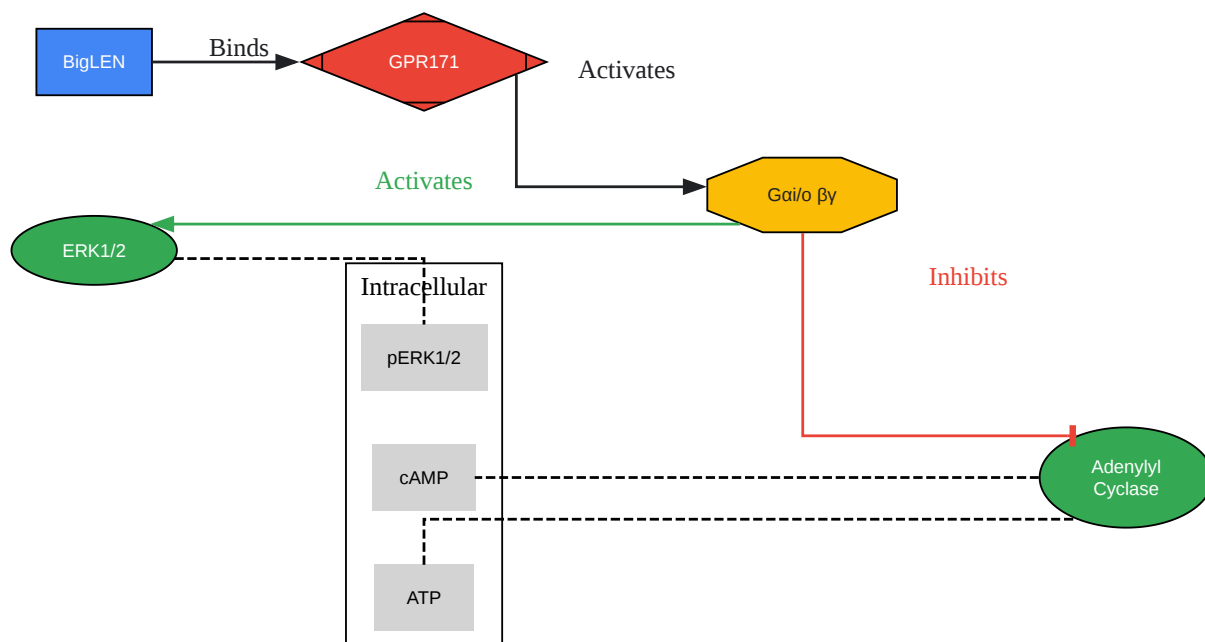 BigLEN
Binds
GPR171
Activates
Activates
Gαi/o βγ
ERK1/2
Intracellular
Inhibits
pERK1/2
cAMP
Adenylyl
Cyclase
ATP